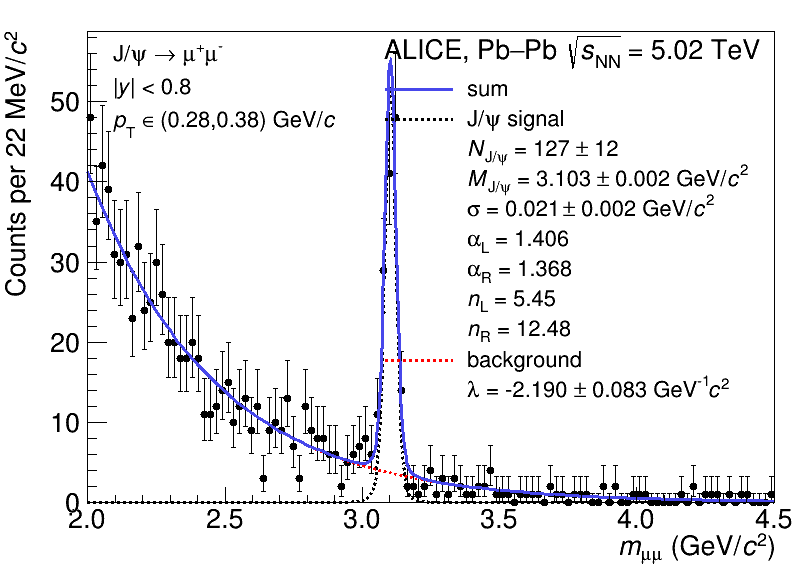 ALICE, Pb–Pb √sNN = 5.02 TeV
J/ψ → μ⁺μ⁻
|y| < 0.8
pT ∈ (0.28,0.38) GeV/c
sum
J/ψ signal
NJ/ψ = 127 ± 12
MJ/ψ = 3.103 ± 0.002 GeV/c²
σ = 0.021 ± 0.002 GeV/c²
αL = 1.406
αR = 1.368
nL = 5.45
nR = 12.48
background
λ = -2.190 ± 0.083 GeV⁻¹c²
Counts per 22 MeV/c²
50
40
30
20
10
0
2.0 2.5 3.0 3.5 4.0 4.5
mμμ (GeV/c²)